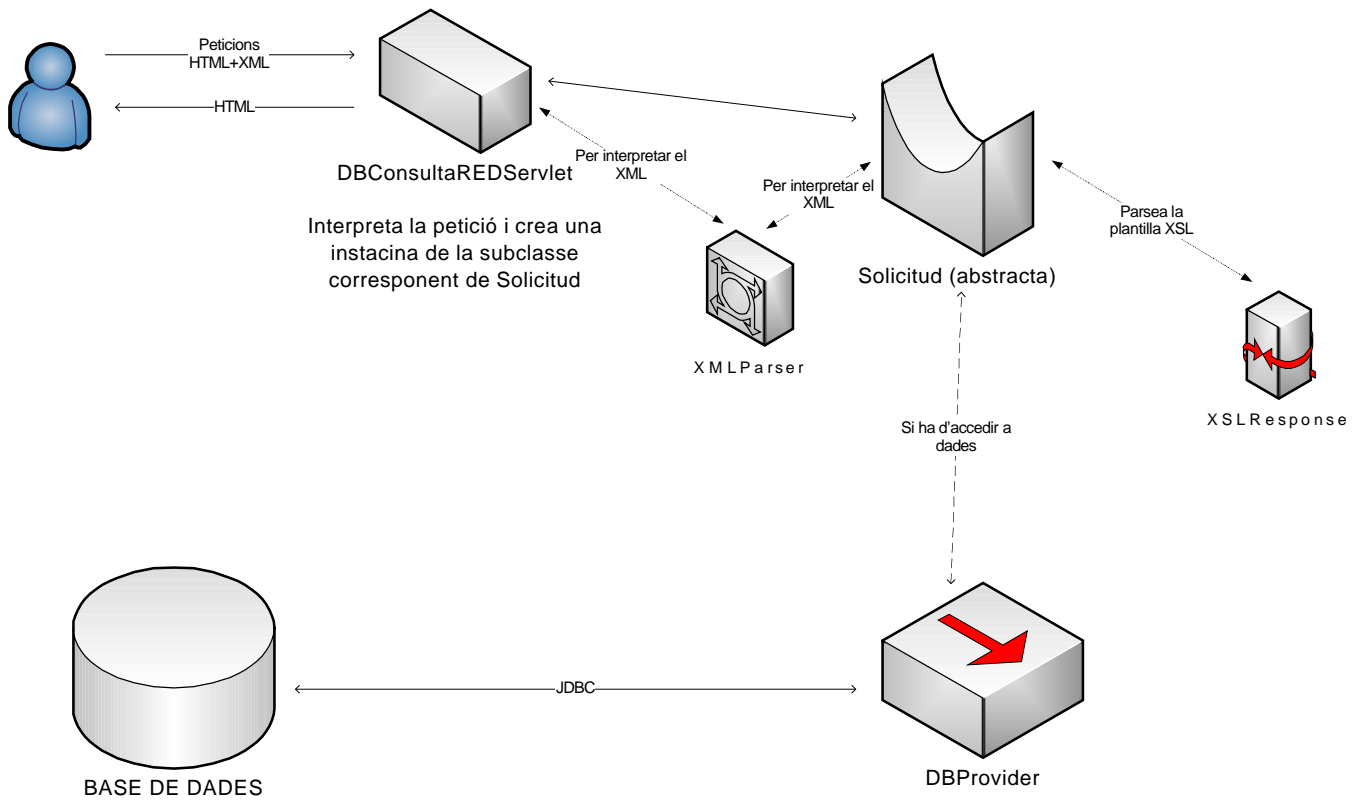 Peticions
HTML+XML
HTML
DBConsultaREDServlet
Interpreta la petició i crea una
instacina de la subclasse
corresponent de Solicitud
Per interpretar el
XML
Per interpretar el
XML
XMLParser
Solicitud (abstracta)
Parsea la
plantilla XSL
XSLResponse
Si ha d'accedir a
dades
JDBC
BASE DE DADES
DBProvider